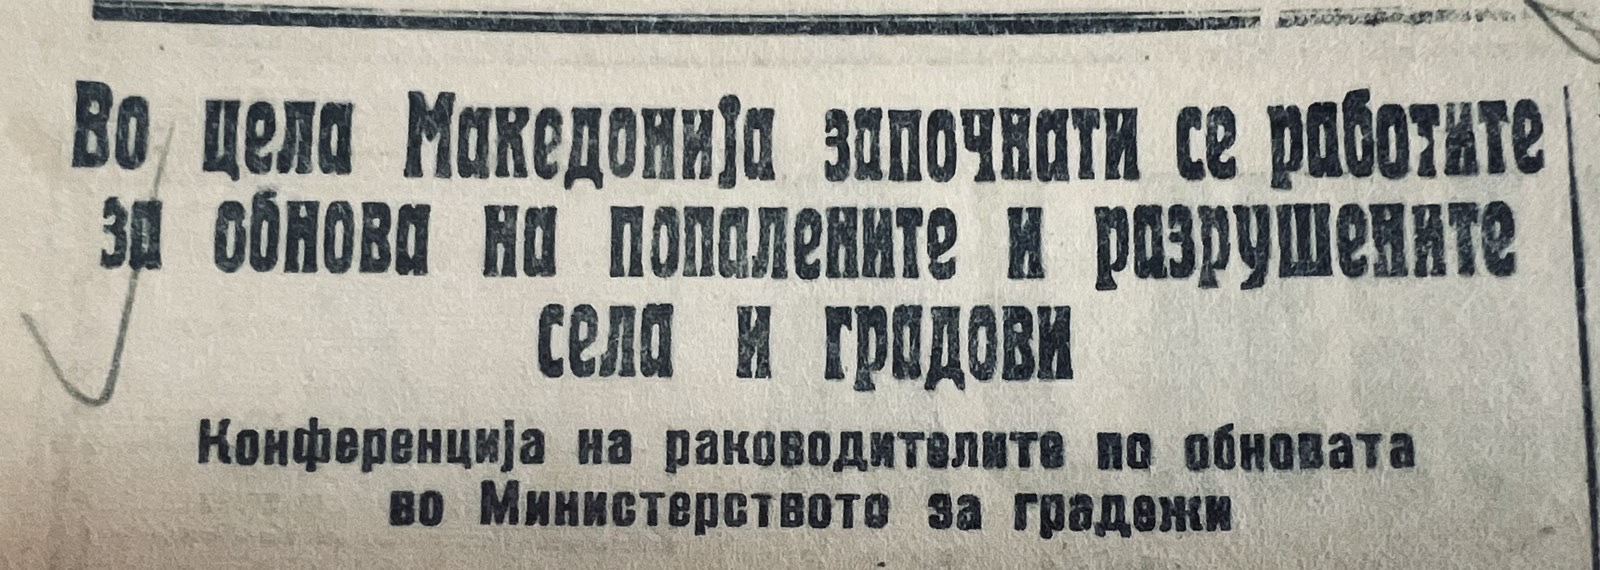 Во цела Македонија започнати се работите
за обнова на попалените и разрушените
села и градови
Конференција на раководителите по обновата
во Министерството за градежи